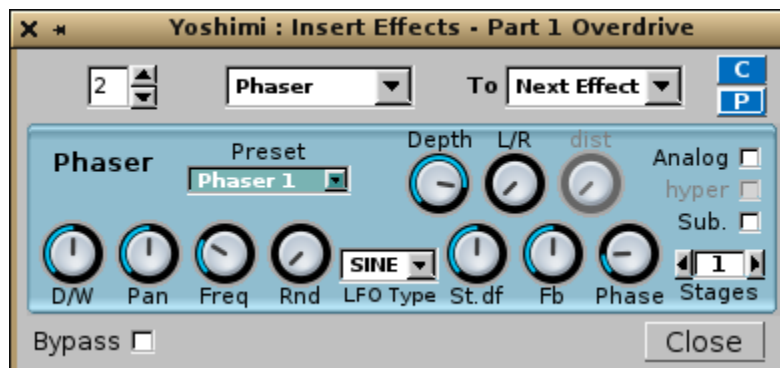 Yoshimi : Insert Effects - Part 1 Overdrive
2 Phaser To Next Effect C
P
Phaser Preset Depth L/R dist Analog
Phaser 1 hyper
Sub.
SINE 1
D/W Pan Freq Rnd LFO Type St.df Fb Phase Stages
Bypass Close